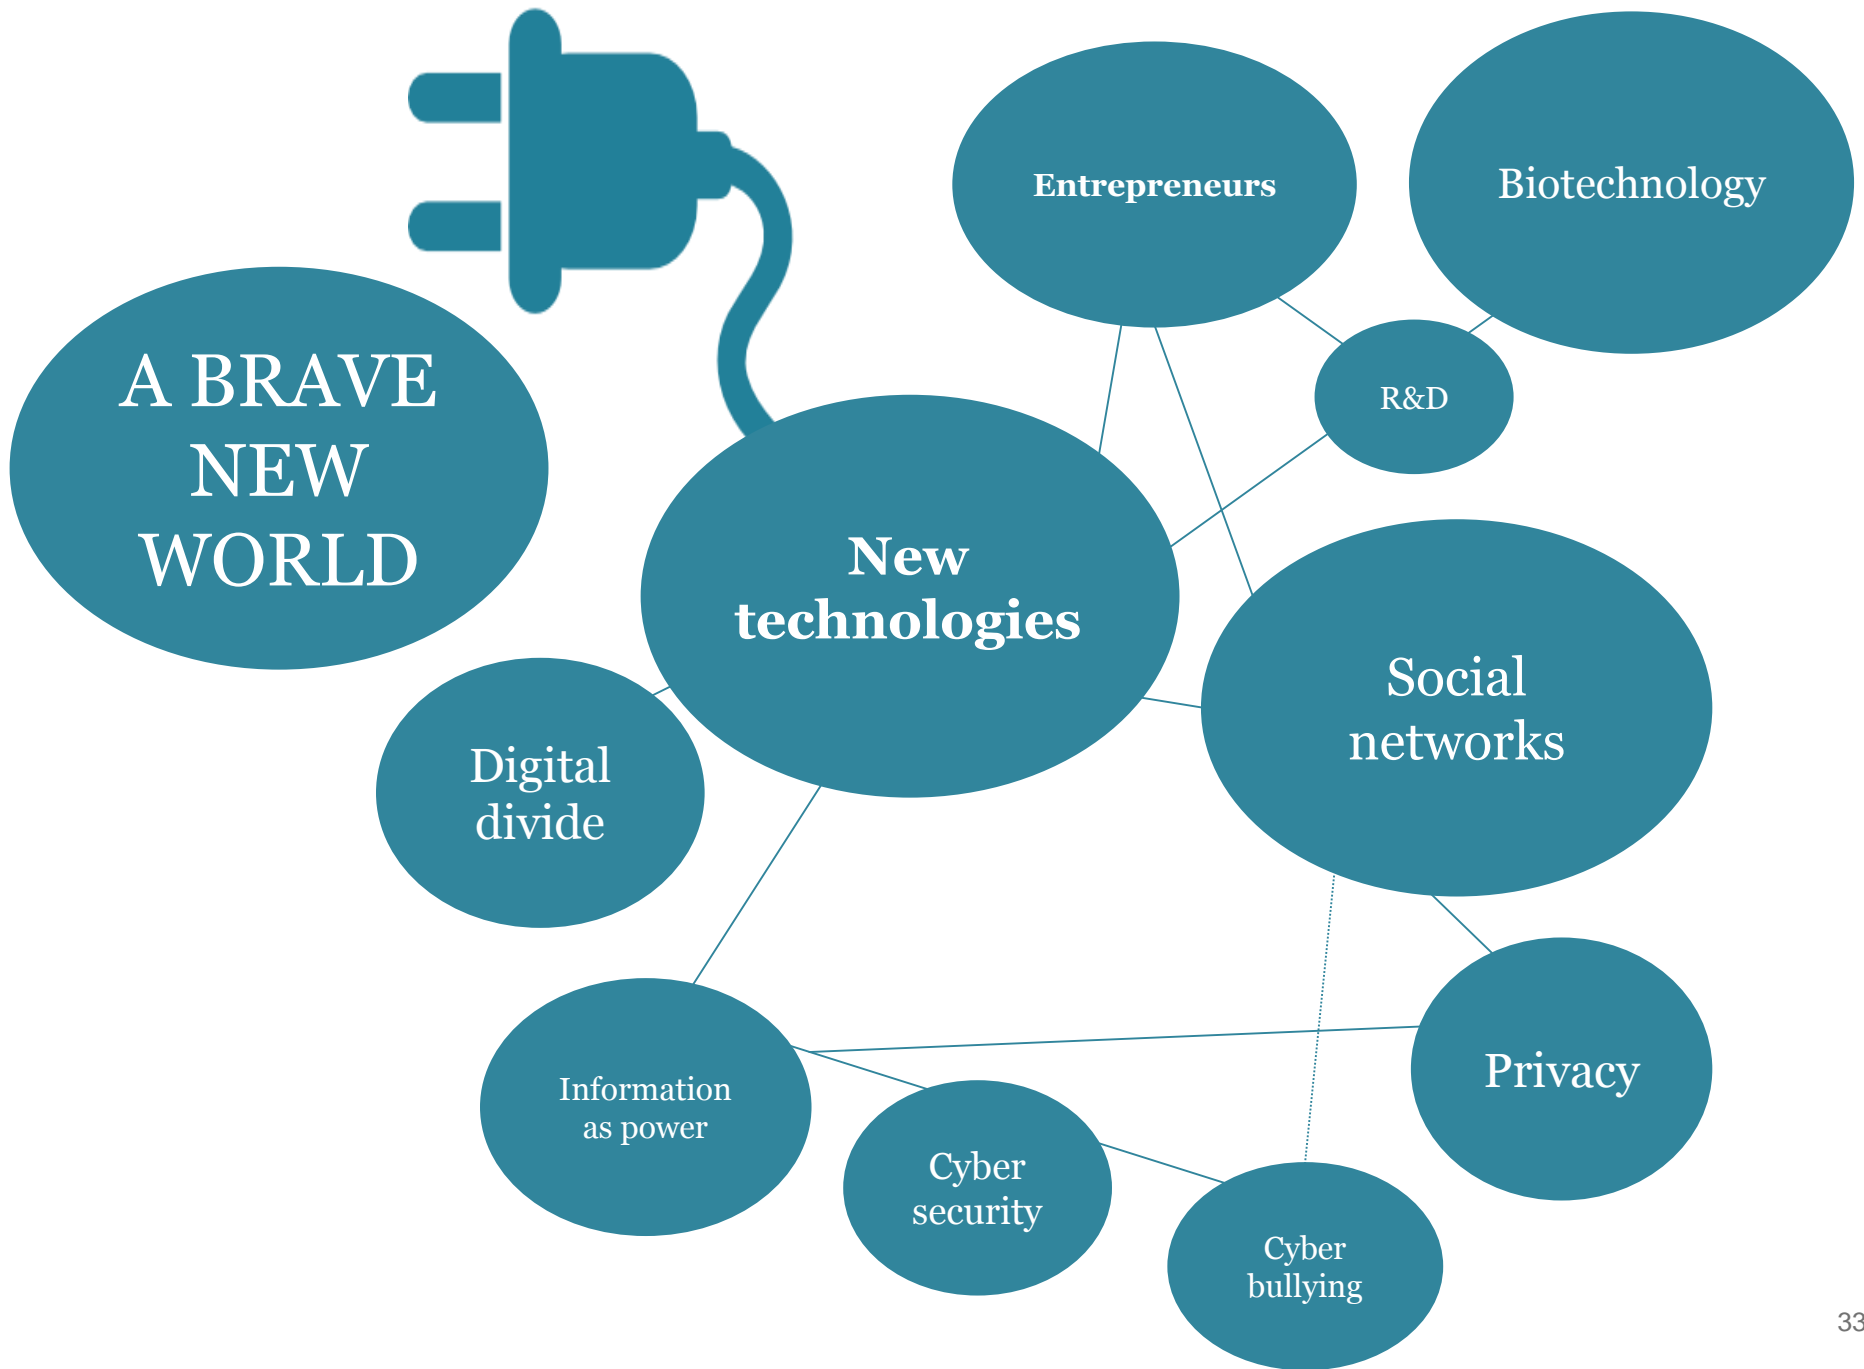 Entrepreneurs
Biotechnology
A BRAVE
NEW
WORLD
R&D
New
technologies
Social
networks
Digital
divide
Information
as power
Privacy
Cyber
security
Cyber
bullying
33